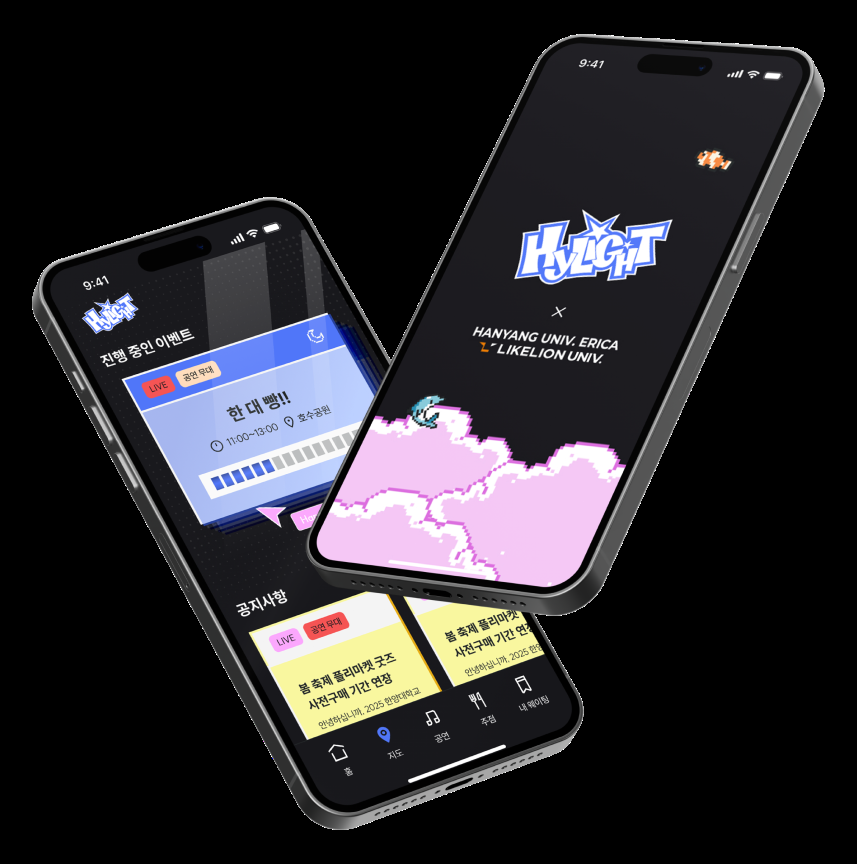 9:41
HYLIGHT
진행 중인 이벤트
LIVE
공연 무대
한 대 빵!!
11:00~13:00 호수공원
공지사항
LIVE
공연 무대
봄 축제 플리마켓 굿즈
사전구매 기간 연장
안녕하십니까, 2025 한양대학교
봄 축제 플리마켓
사전구매 기간 연
안녕하십니까, 2025
홈
지도
공연
주점
내 웨이팅
9:41
HYLIGHT
×
HANYANG UNIV. ERICA
LIKELION UNIV.